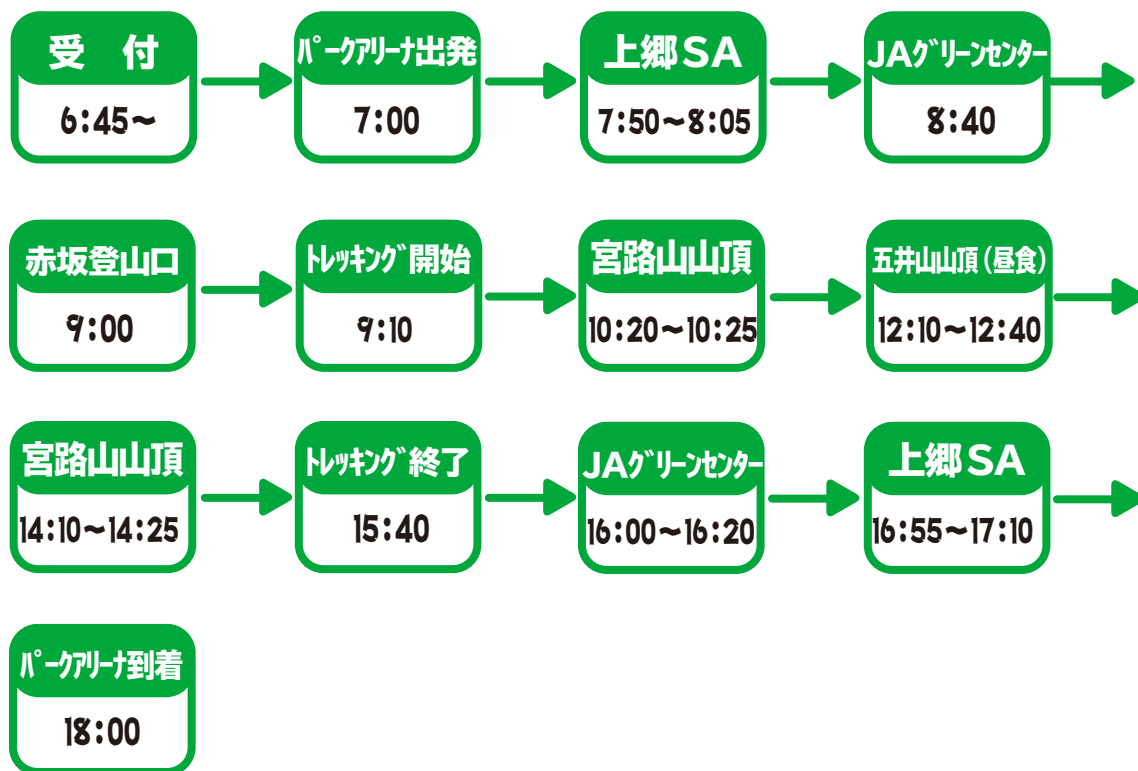 受　付
6:45～
パークアリーナ出発
7:00
上郷SA
7:50～8:05
JAグリーンセンター
8:40
赤坂登山口
9:00
トレッキング開始
9:10
宮路山山頂
10:20～10:25
五井山山頂(昼食)
12:10～12:40
宮路山山頂
14:10～14:25
トレッキング終了
15:40
JAグリーンセンター
16:00～16:20
上郷SA
16:55～17:10
パークアリーナ到着
18:00